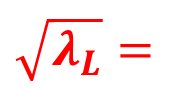 √λ_L =